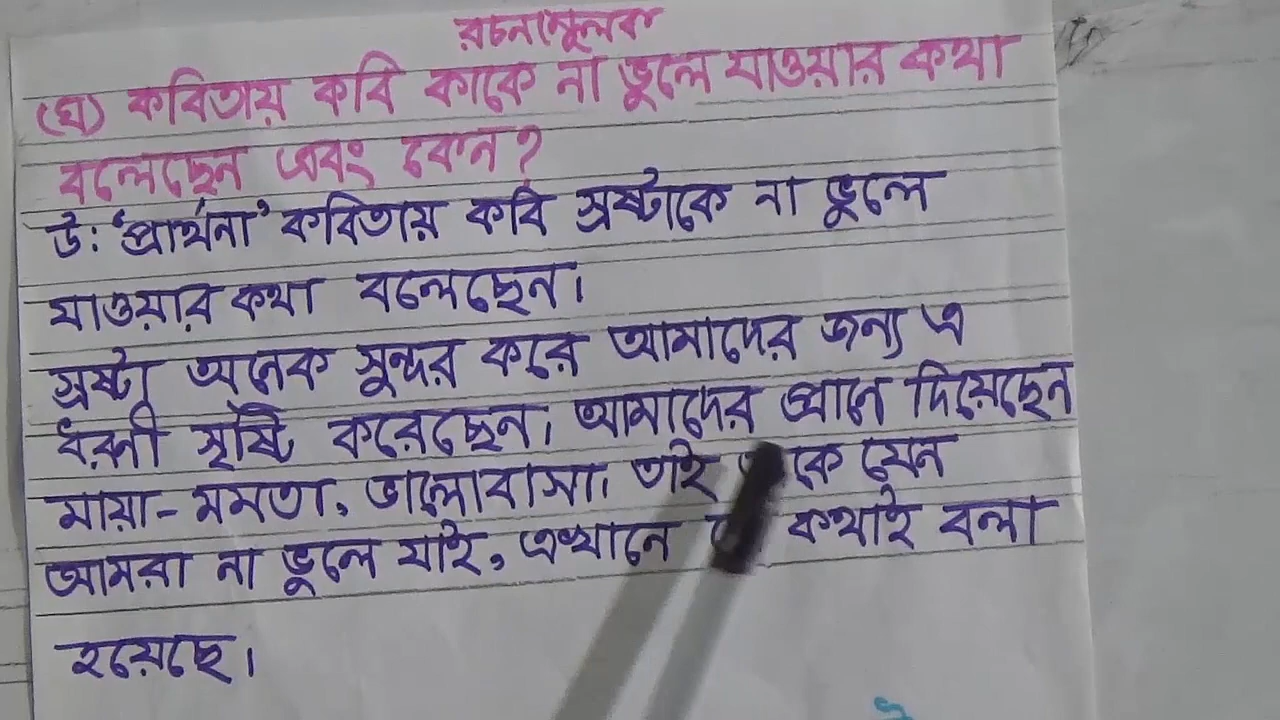 রচনামূলক
(ঘ) কবিতায় কবি কাকে না ভুলে যাওয়ার কথা
বলেছেন এবং কেন?
উ: 'প্রার্থনা' কবিতায় কবি স্রষ্টাকে না ভুলে
যাওয়ার কথা বলেছেন।
স্রষ্টা অনেক সুন্দর করে আমাদের জন্য এ
ধরণী সৃষ্টি করেছেন। আমাদের প্রাণে দিয়েছেন
মায়া-মমতা, ভালোবাসা। তাই যেন
আমরা না ভুলে যাই, এখানে কথাই বলা
হয়েছে।